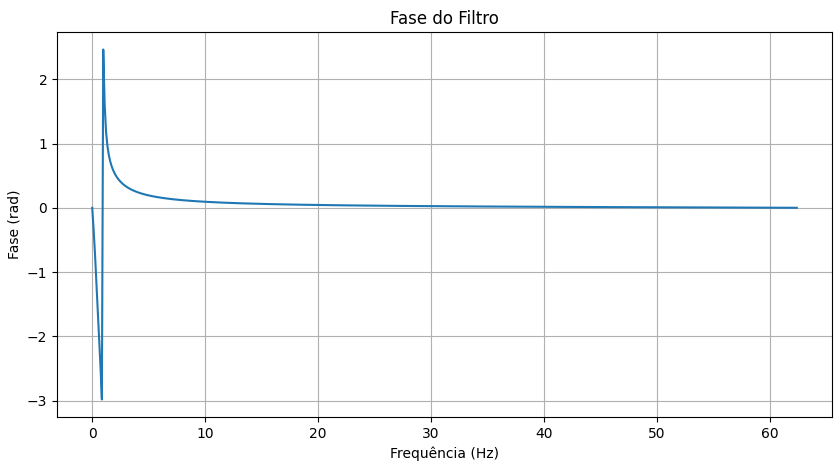 Fase do Filtro
Fase (rad)
2
1
0
−1
−2
−3
0 10 20 30 40 50 60
Frequência (Hz)